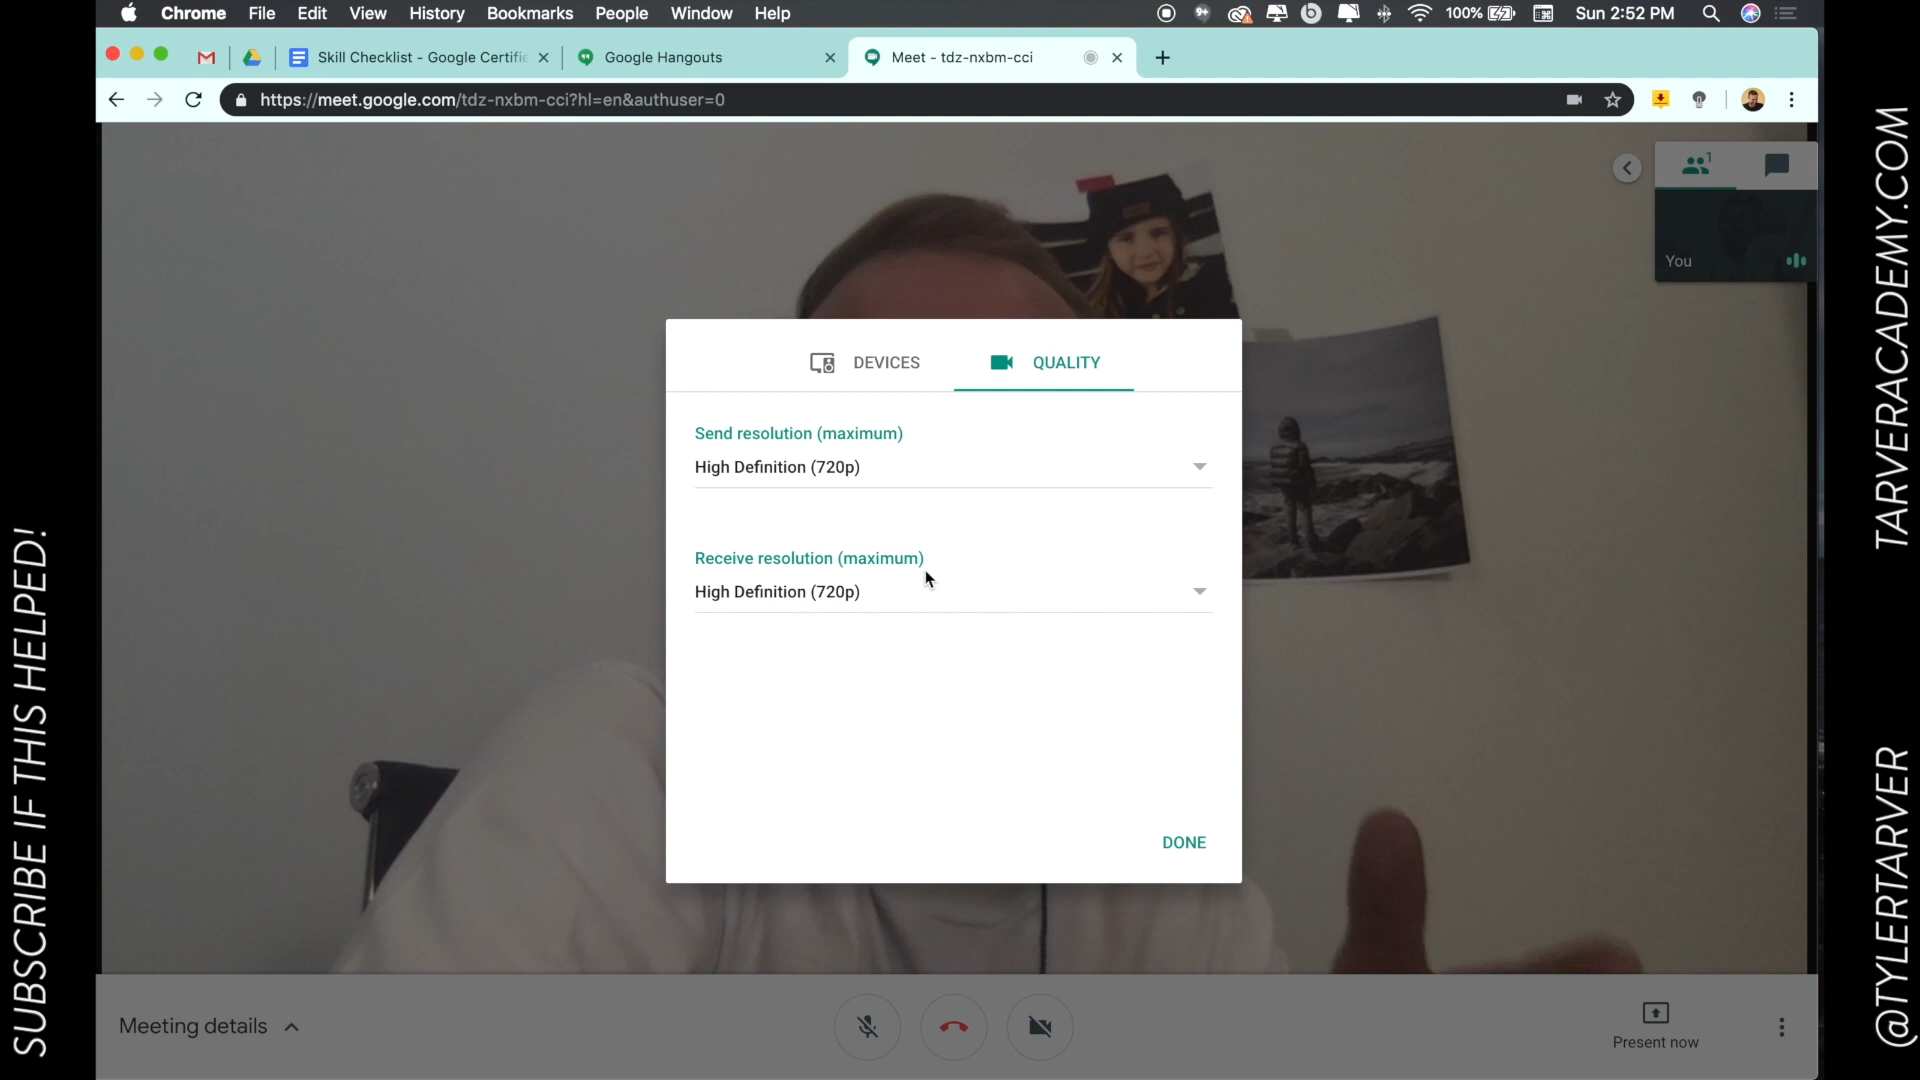 Chrome File Edit View History Bookmarks People Window Help
100%
Sun 2:52 PM
Skill Checklist - Google Certifie
Google Hangouts
Meet - tdz-nxbm-cci
https://meet.google.com/tdz-nxbm-cci?hl=en&authuser=0
1
You
DEVICES
QUALITY
Send resolution (maximum)
High Definition (720p)
Receive resolution (maximum)
High Definition (720p)
DONE
Meeting details
Present now
SUBSCRIBE IF THIS HELPED!
TARVERACADEMY.COM
@TYLERTARVER